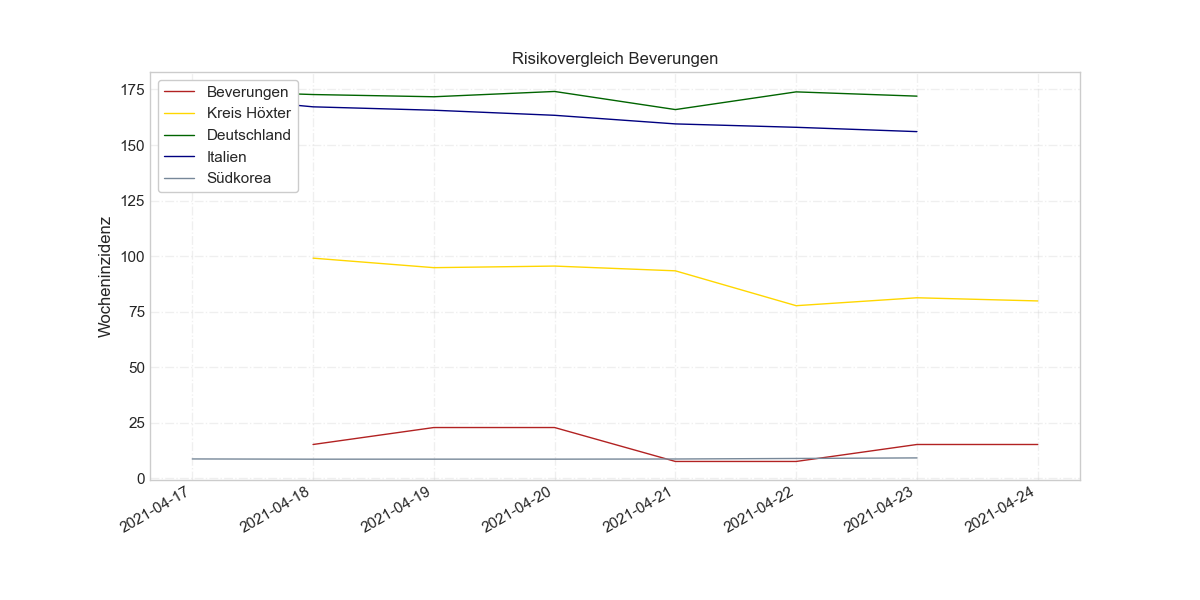 Risikovergleich Beverungen
Beverungen
Kreis Höxter
Deutschland
Italien
Südkorea
Wocheninzidenz
175
150
125
100
75
50
25
0
2021-04-17
2021-04-18
2021-04-19
2021-04-20
2021-04-21
2021-04-22
2021-04-23
2021-04-24